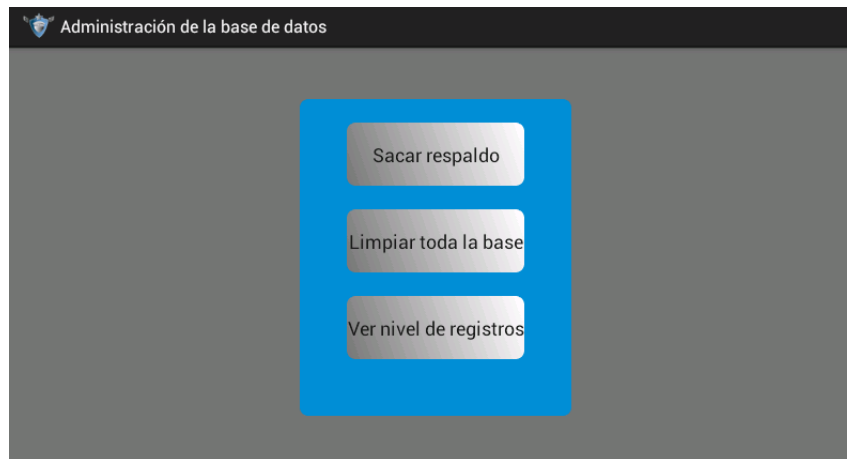 Administración de la base de datos
Sacar respaldo
Limpiar toda la base
Ver nivel de registros